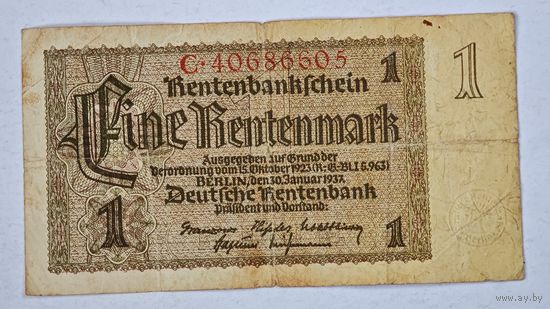 C·40686605
Rentenbankschein 1 1
Eine Rentenmark
Ausgegeben auf Grund der
Verordnung vom 15. Oktober 1923 (R.-G-Bl.I S.963)
BERLIN, den 30. Januar 1937.
Deutsche Rentenbank
Präsident und Vorstand:
1 1
www.ay.by